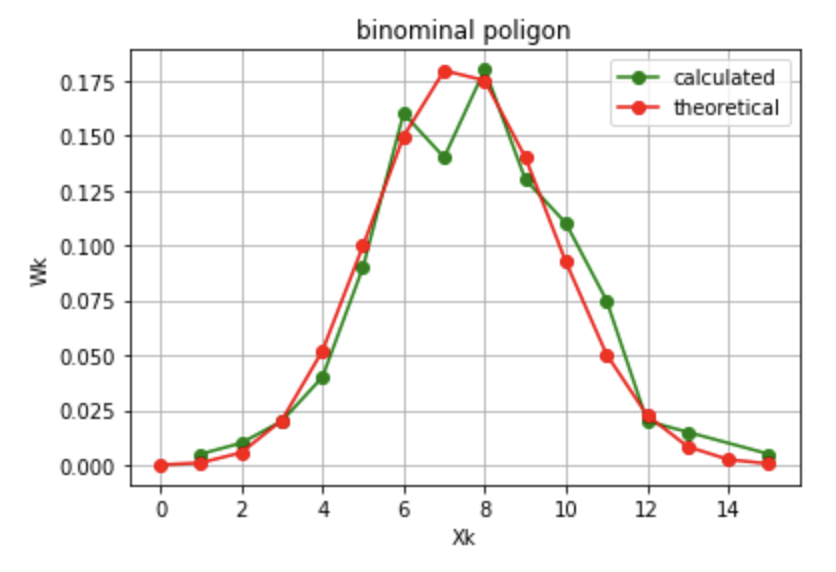 binominal poligon
calculated
theoretical
0.175
0.150
0.125
0.100
0.075
0.050
0.025
0.000
Wk
0 2 4 6 8 10 12 14
Xk